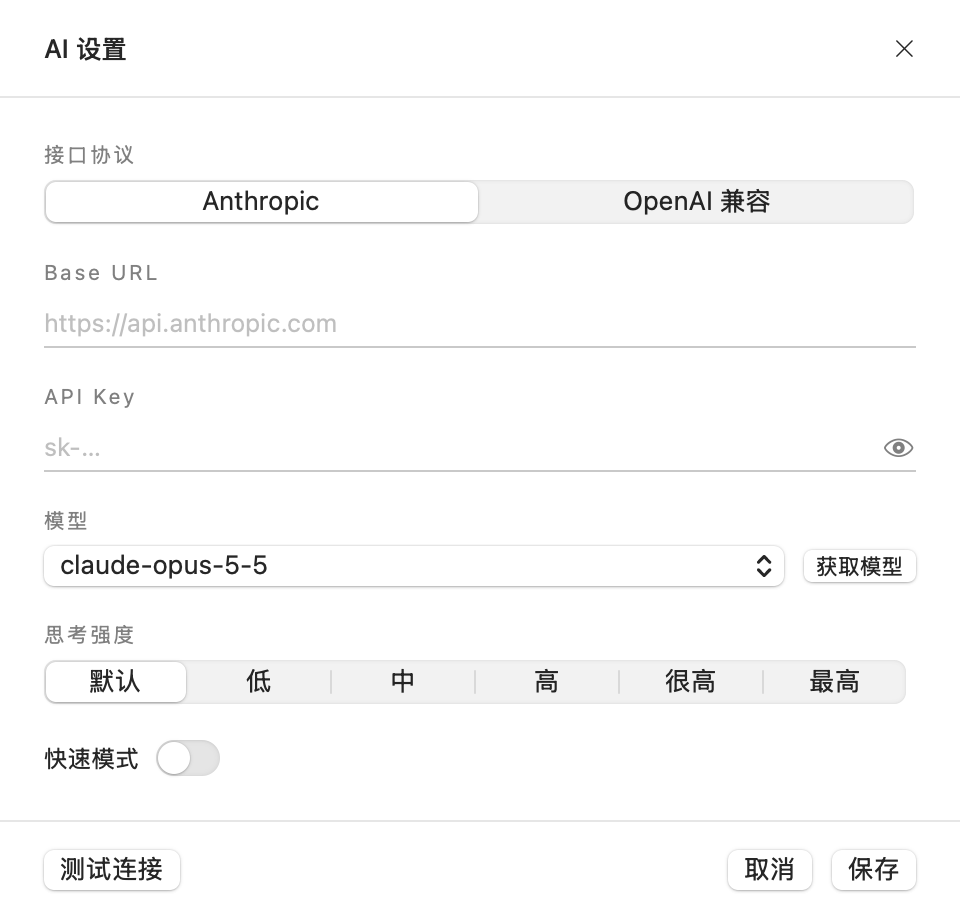 AI 设置
接口协议
Anthropic OpenAI 兼容
Base URL
https://api.anthropic.com
API Key
sk-...
模型
claude-opus-5-5 获取模型
思考强度
默认 低 中 高 很高 最高
快速模式
测试连接 取消 保存